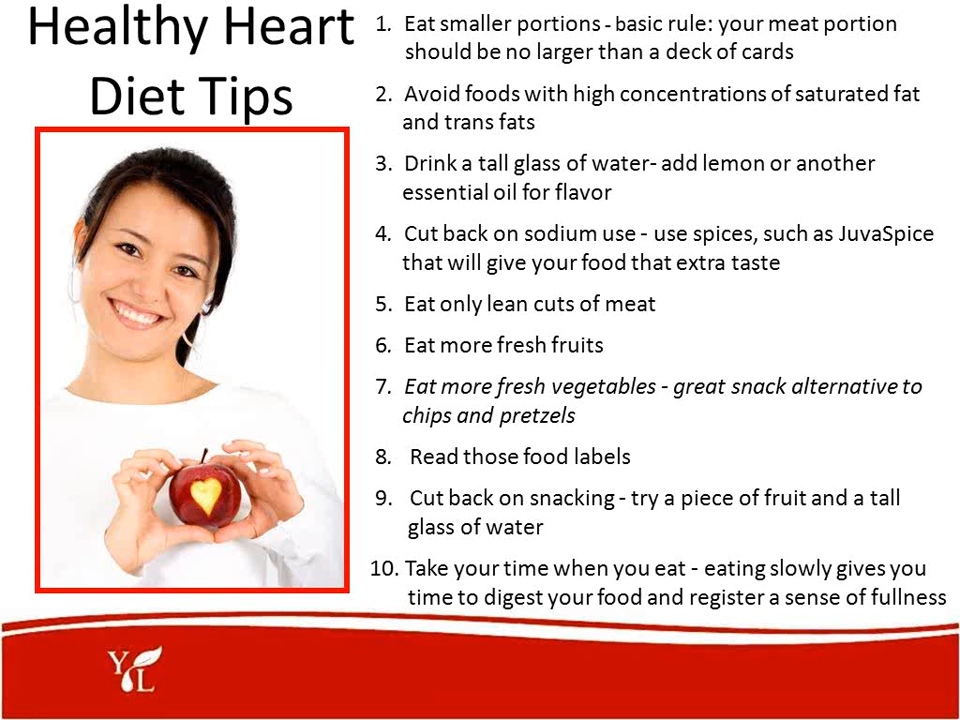 Healthy Heart
Diet Tips
1. Eat smaller portions - basic rule: your meat portion
should be no larger than a deck of cards
2. Avoid foods with high concentrations of saturated fat
and trans fats
3. Drink a tall glass of water- add lemon or another
essential oil for flavor
4. Cut back on sodium use - use spices, such as JuvaSpice
that will give your food that extra taste
5. Eat only lean cuts of meat
6. Eat more fresh fruits
7. Eat more fresh vegetables - great snack alternative to
chips and pretzels
8. Read those food labels
9. Cut back on snacking - try a piece of fruit and a tall
glass of water
10. Take your time when you eat - eating slowly gives you
time to digest your food and register a sense of fullness
Y L